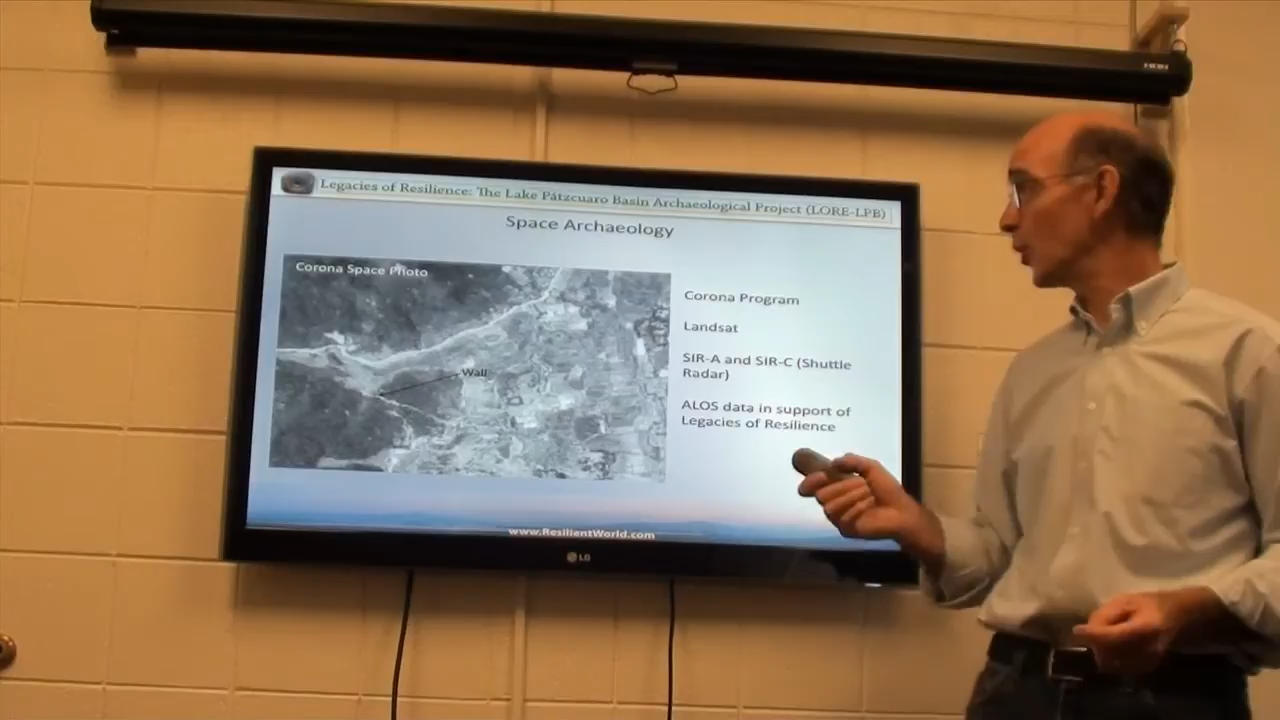 Legacies of Resilience: The Lake Pátzcuaro Basin Archaeological Project (LORE-LPB)
Space Archaeology
Corona Space Photo
Wall
Corona Program
Landsat
SIR-A and SIR-C (Shuttle
Radar)
ALOS data in support of
Legacies of Resilience
www.ResilientWorld.com
LG